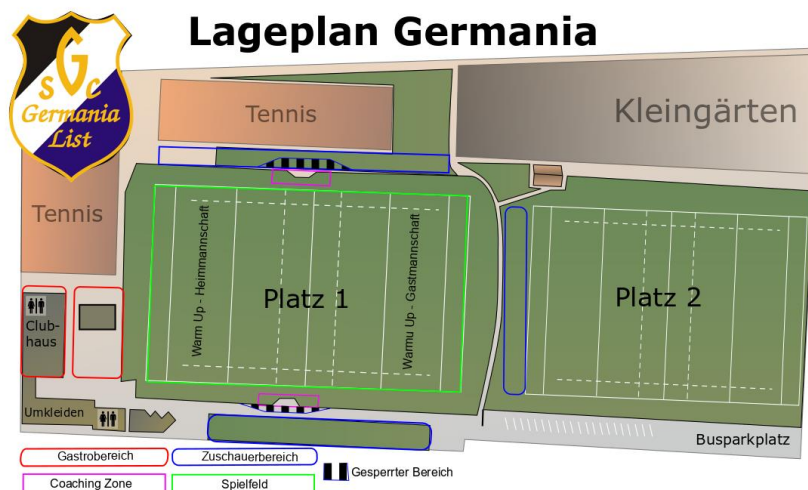 Lageplan Germania
G
S C
Germania
List
Tennis
Kleingärten
Tennis
Warm Up - Heimmannschaft
Platz 1
Warmu Up - Gastmannschaft
Platz 2
Club-
haus
Umkleiden
Busparkplatz
Gastrobereich
Zuschauerbereich
Gesperrter Bereich
Coaching Zone
Spielfeld